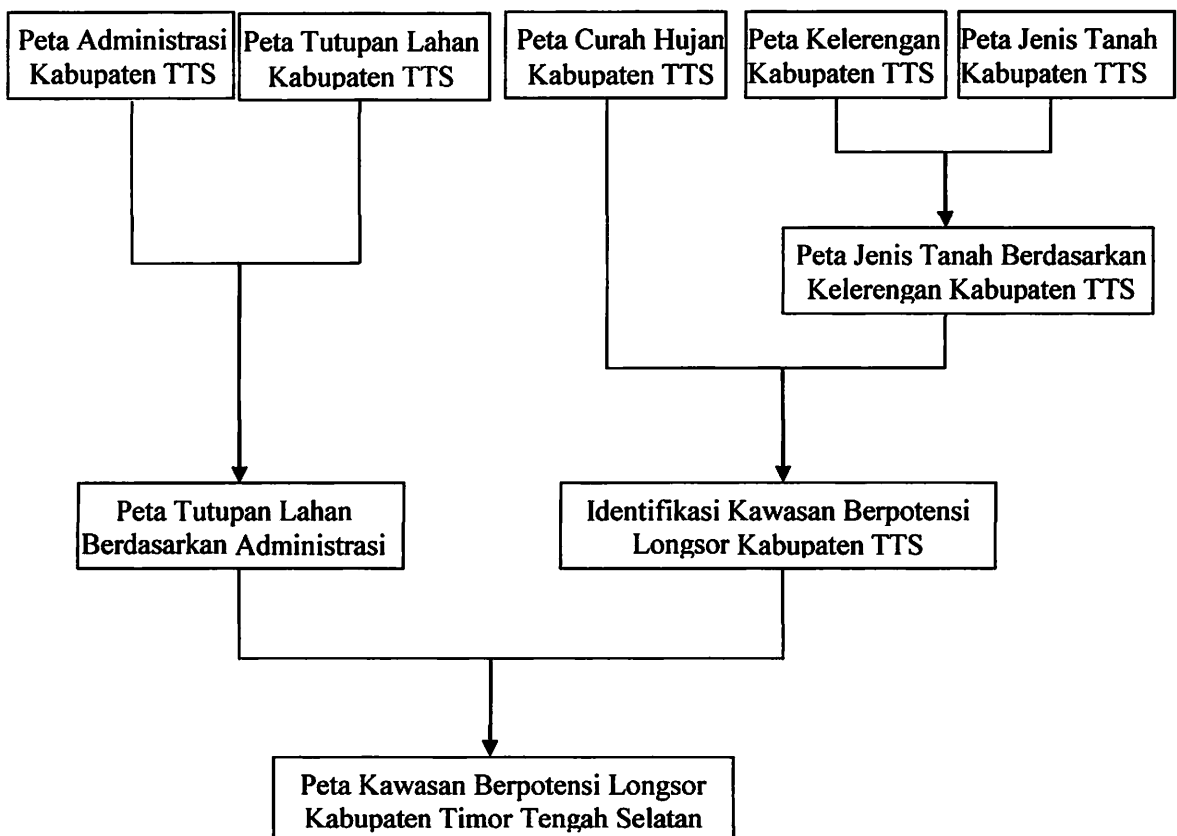 Peta Administrasi
Kabupaten TTS
Peta Tutupan Lahan
Kabupaten TTS
Peta Curah Hujan
Kabupaten TTS
Peta Kelerengan
Kabupaten TTS
Peta Jenis Tanah
Kabupaten TTS
Peta Jenis Tanah Berdasarkan
Kelerengan Kabupaten TTS
Peta Tutupan Lahan
Berdasarkan Administrasi
Identifikasi Kawasan Berpotensi
Longsor Kabupaten TTS
Peta Kawasan Berpotensi Longsor
Kabupaten Timor Tengah Selatan